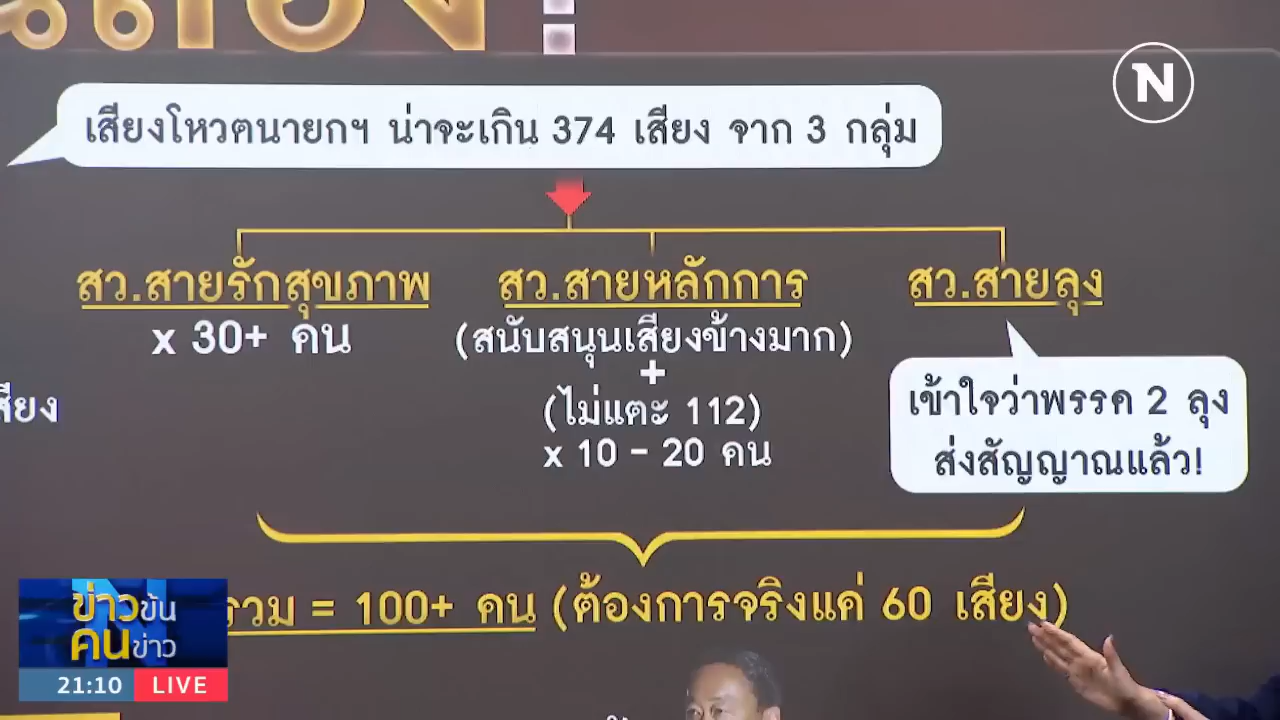 เสียงโหวตนายกฯ น่าจะเกิน 374 เสียง จาก 3 กลุ่ม
N
สว.สายรักสุขภาพ
x 30+ คน
สว.สายหลักการ
(สนับสนุนเสียงข้างมาก)
+
(ไม่แตะ 112)
x 10 - 20 คน
สว.สายลุง
เข้าใจว่าพรรค 2 ลุง
ส่งสัญญาณแล้ว!
เสียง
รวม = 100+ คน (ต้องการจริงแค่ 60 เสียง)
ข่าวข้น
คนข่าว
21:10 LIVE